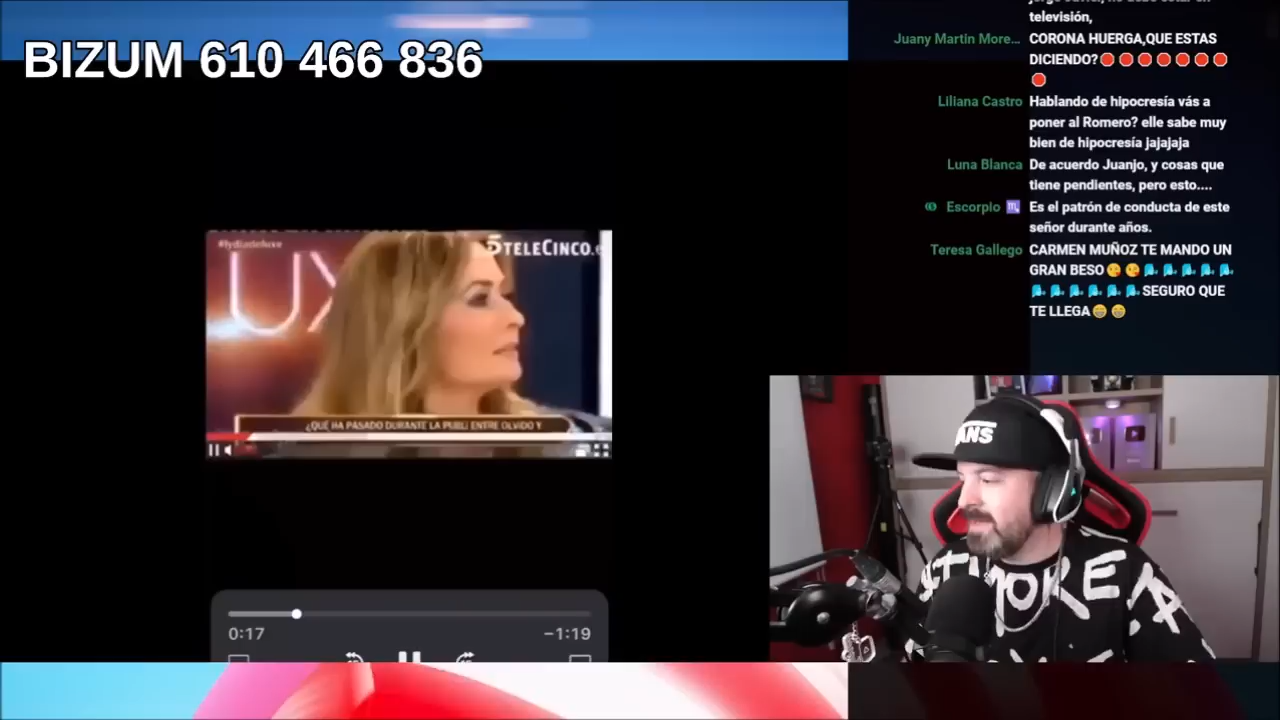 BIZUM 610 466 836
televisión,
Juany Martin More... CORONA HUERGA,QUE ESTAS
DICIENDO?🛑🛑🛑🛑🛑🛑🛑
🛑
Liliana Castro Hablando de hipocresía vás a
poner al Romero? elle sabe muy
bien de hipocresía jajajaja
Luna Blanca De acuerdo Juanjo, y cosas que
tiene pendientes, pero esto....
Escorpio ♏ Es el patrón de conducta de este
señor durante años.
Teresa Gallego CARMEN MUÑOZ TE MANDO UN
GRAN BESO😘😘🌬🌬🌬🌬🌬
🌬🌬🌬🌬🌬🌬SEGURO QUE
TE LLEGA😁😁
#lydiadeluxe
5 TELECINCO.e
UX
¿QUÉ HA PASADO DURANTE LA PUBLI ENTRE OLVIDO Y
VANS
0:17
−1:19